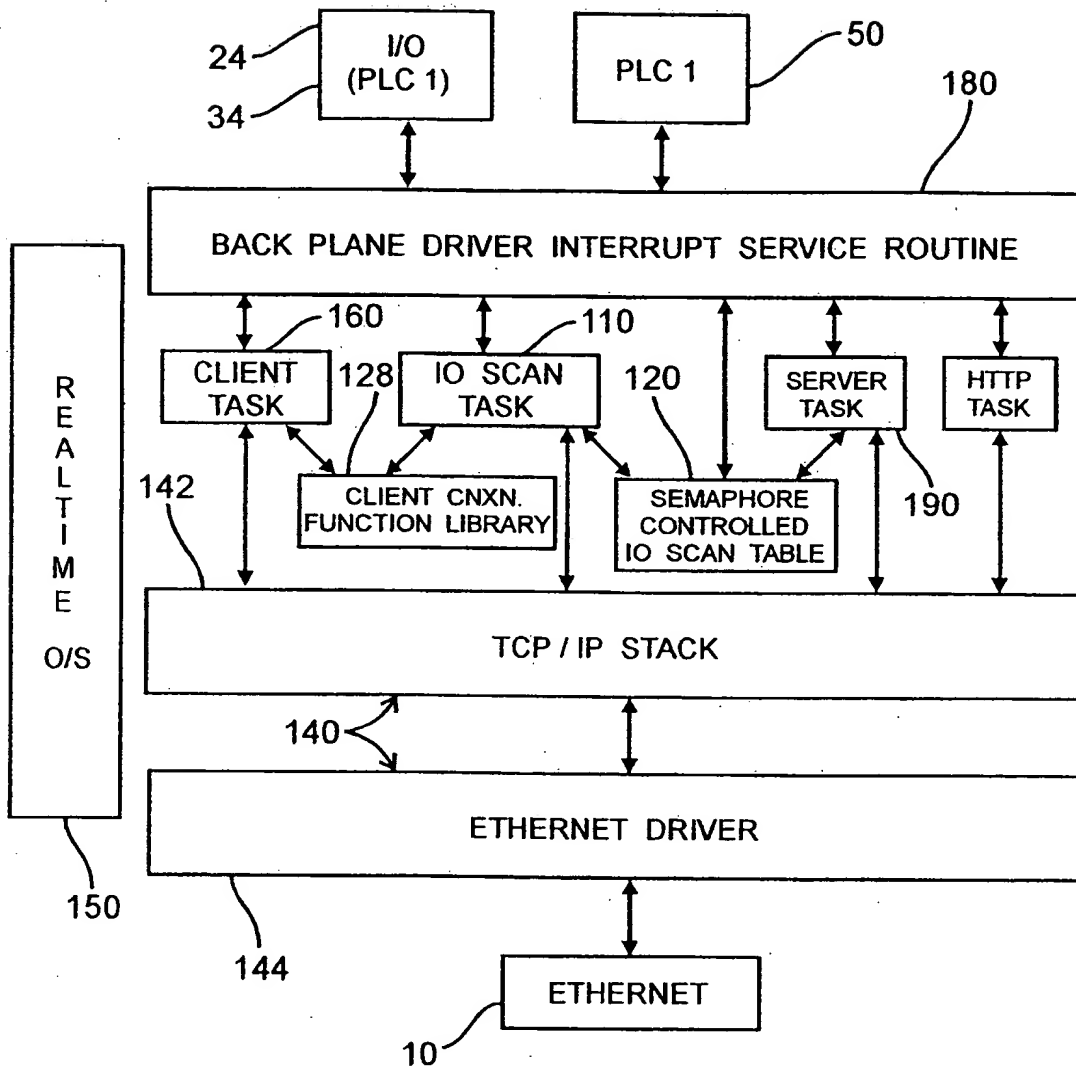 24
I/O
(PLC 1)
34
PLC 1
50
180
BACK PLANE DRIVER INTERRUPT SERVICE ROUTINE
REALTIME
O/S
160
CLIENT
TASK
128
110
IO SCAN
TASK
120
SERVER
TASK
HTTP
TASK
142
CLIENT CNXN.
FUNCTION LIBRARY
SEMAPHORE
CONTROLLED
IO SCAN TABLE
190
TCP / IP STACK
140
ETHERNET DRIVER
150
144
ETHERNET
10